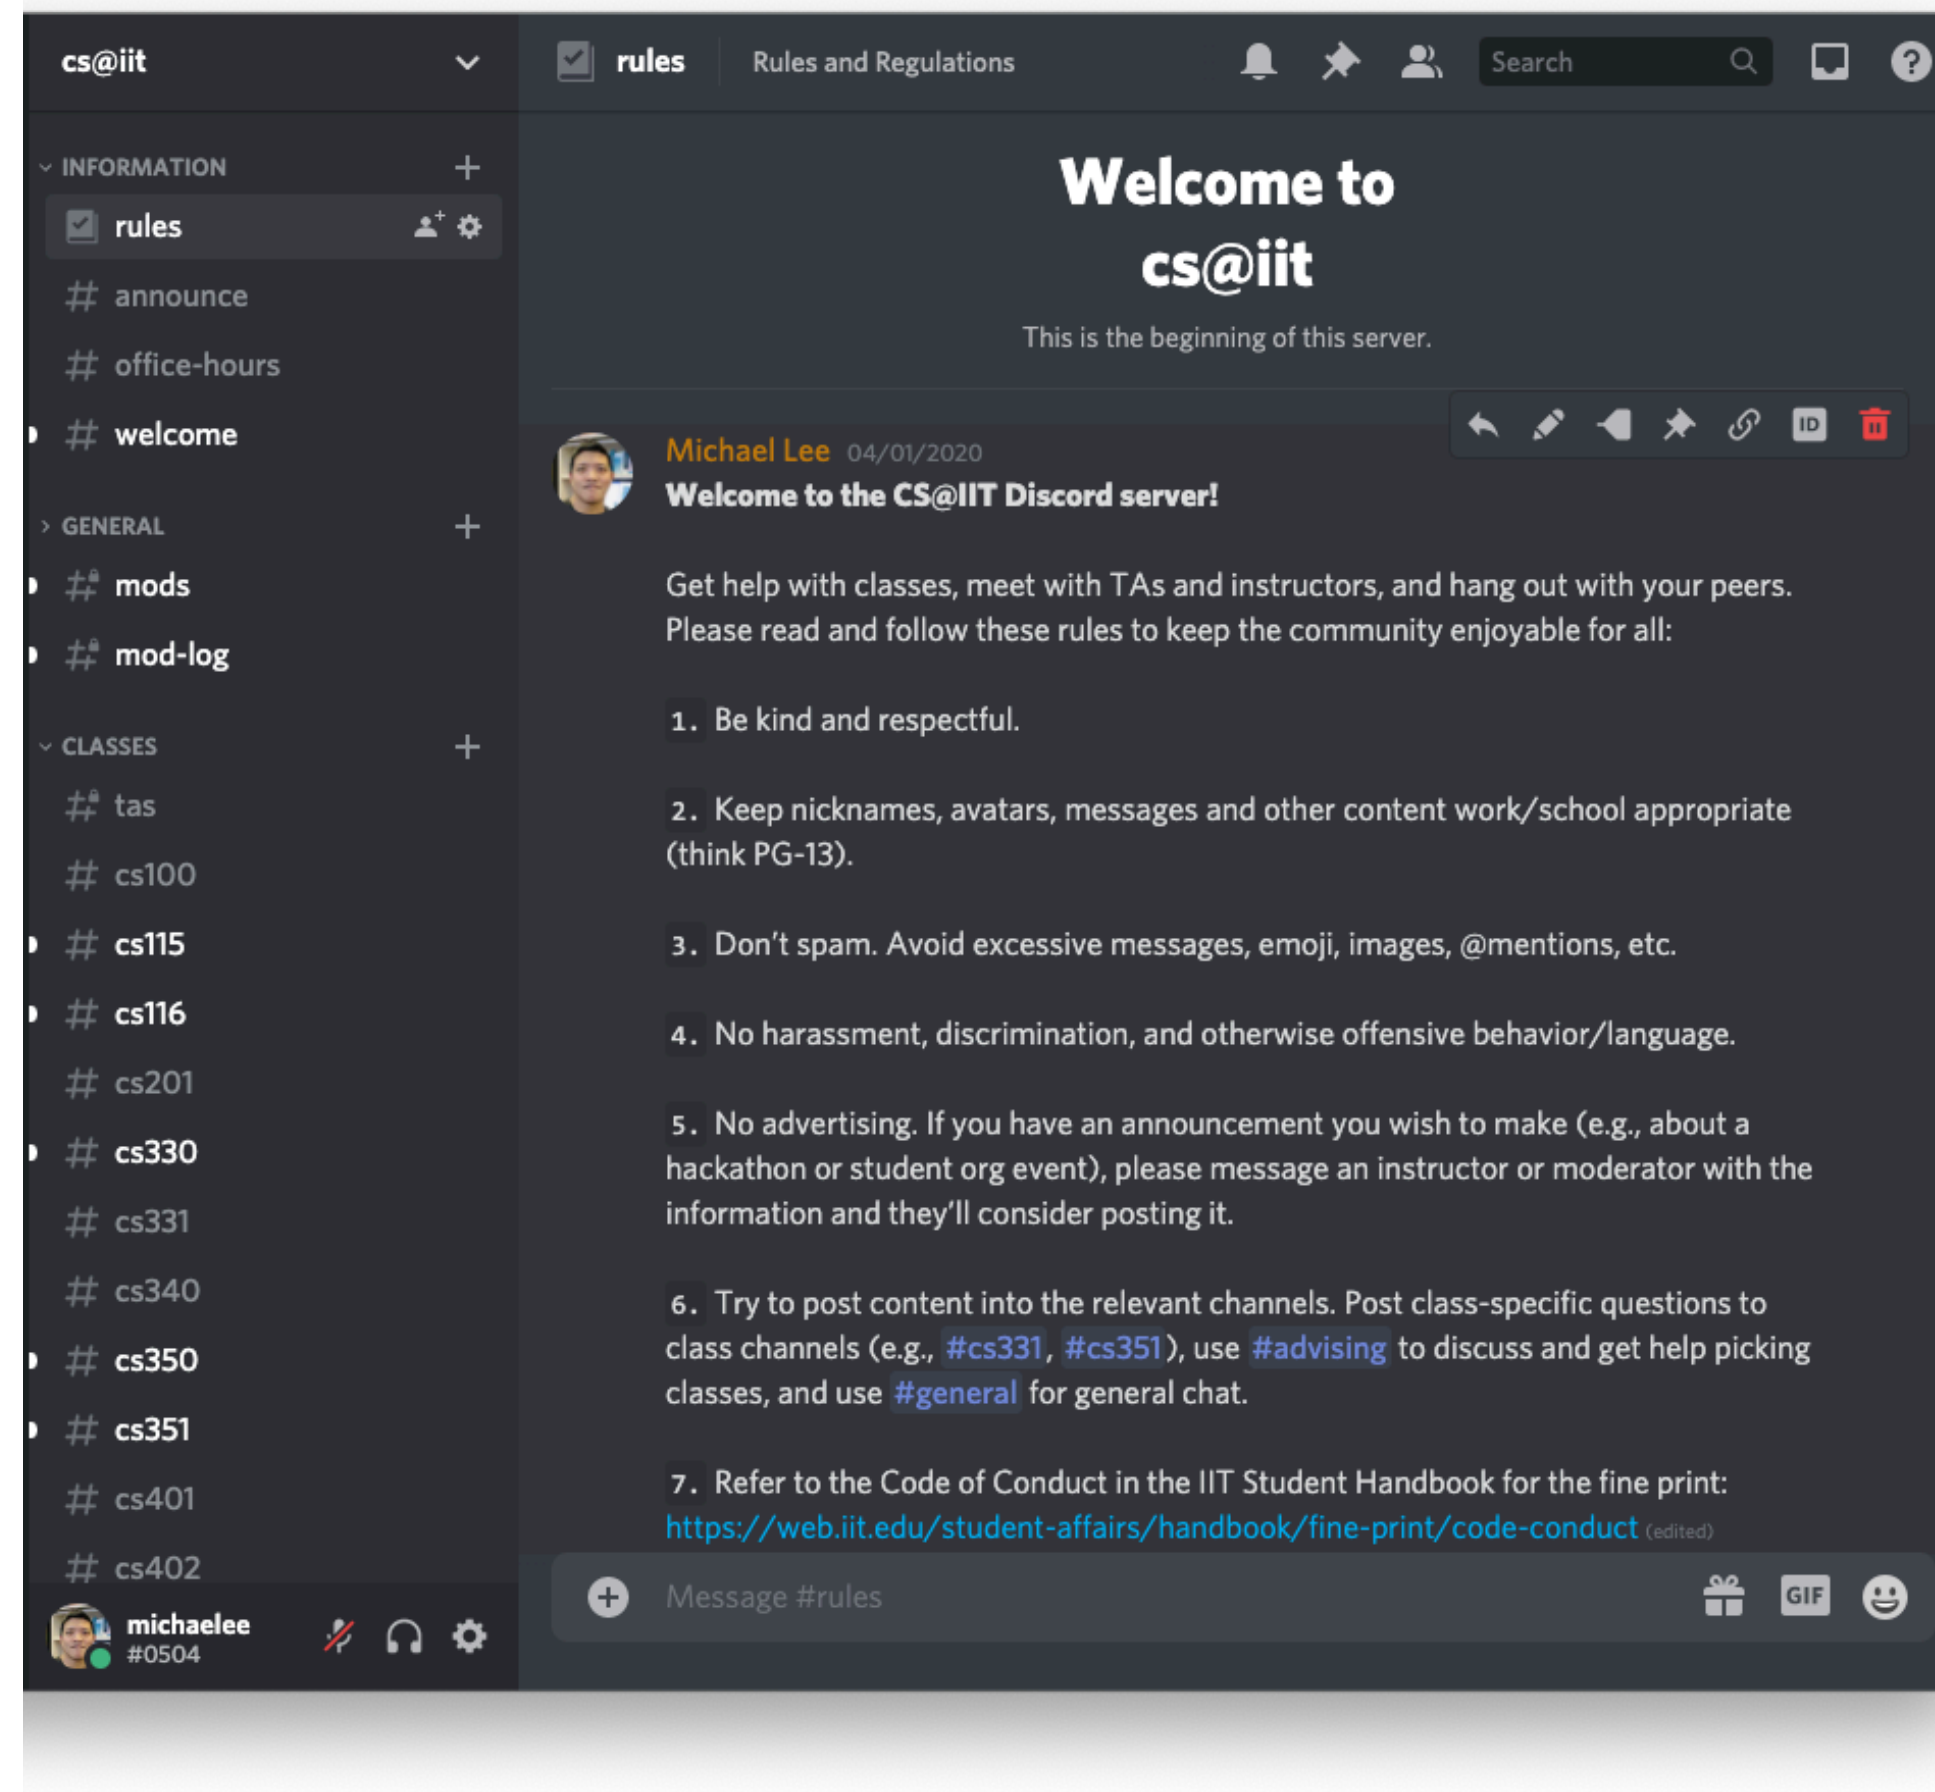 cs@iit
INFORMATION
rules
# announce
# office-hours
# welcome
GENERAL
mods
mod-log
CLASSES
tas
# cs100
# cs115
# cs116
# cs201
# cs330
# cs331
# cs340
# cs350
# cs351
# cs401
# cs402
michaelee
#0504
rules
Rules and Regulations
Search
Welcome to
cs@iit
This is the beginning of this server.
ID
Michael Lee 04/01/2020
Welcome to the CS@IIT Discord server!
Get help with classes, meet with TAs and instructors, and hang out with your peers.
Please read and follow these rules to keep the community enjoyable for all:
1. Be kind and respectful.
2. Keep nicknames, avatars, messages and other content work/school appropriate
(think PG-13).
3. Don't spam. Avoid excessive messages, emoji, images, @mentions, etc.
4. No harassment, discrimination, and otherwise offensive behavior/language.
5. No advertising. If you have an announcement you wish to make (e.g., about a
hackathon or student org event), please message an instructor or moderator with the
information and they'll consider posting it.
6. Try to post content into the relevant channels. Post class-specific questions to
class channels (e.g., #cs331, #cs351), use #advising to discuss and get help picking
classes, and use #general for general chat.
7. Refer to the Code of Conduct in the IIT Student Handbook for the fine print:
https://web.iit.edu/student-affairs/handbook/fine-print/code-conduct (edited)
Message #rules
GIF